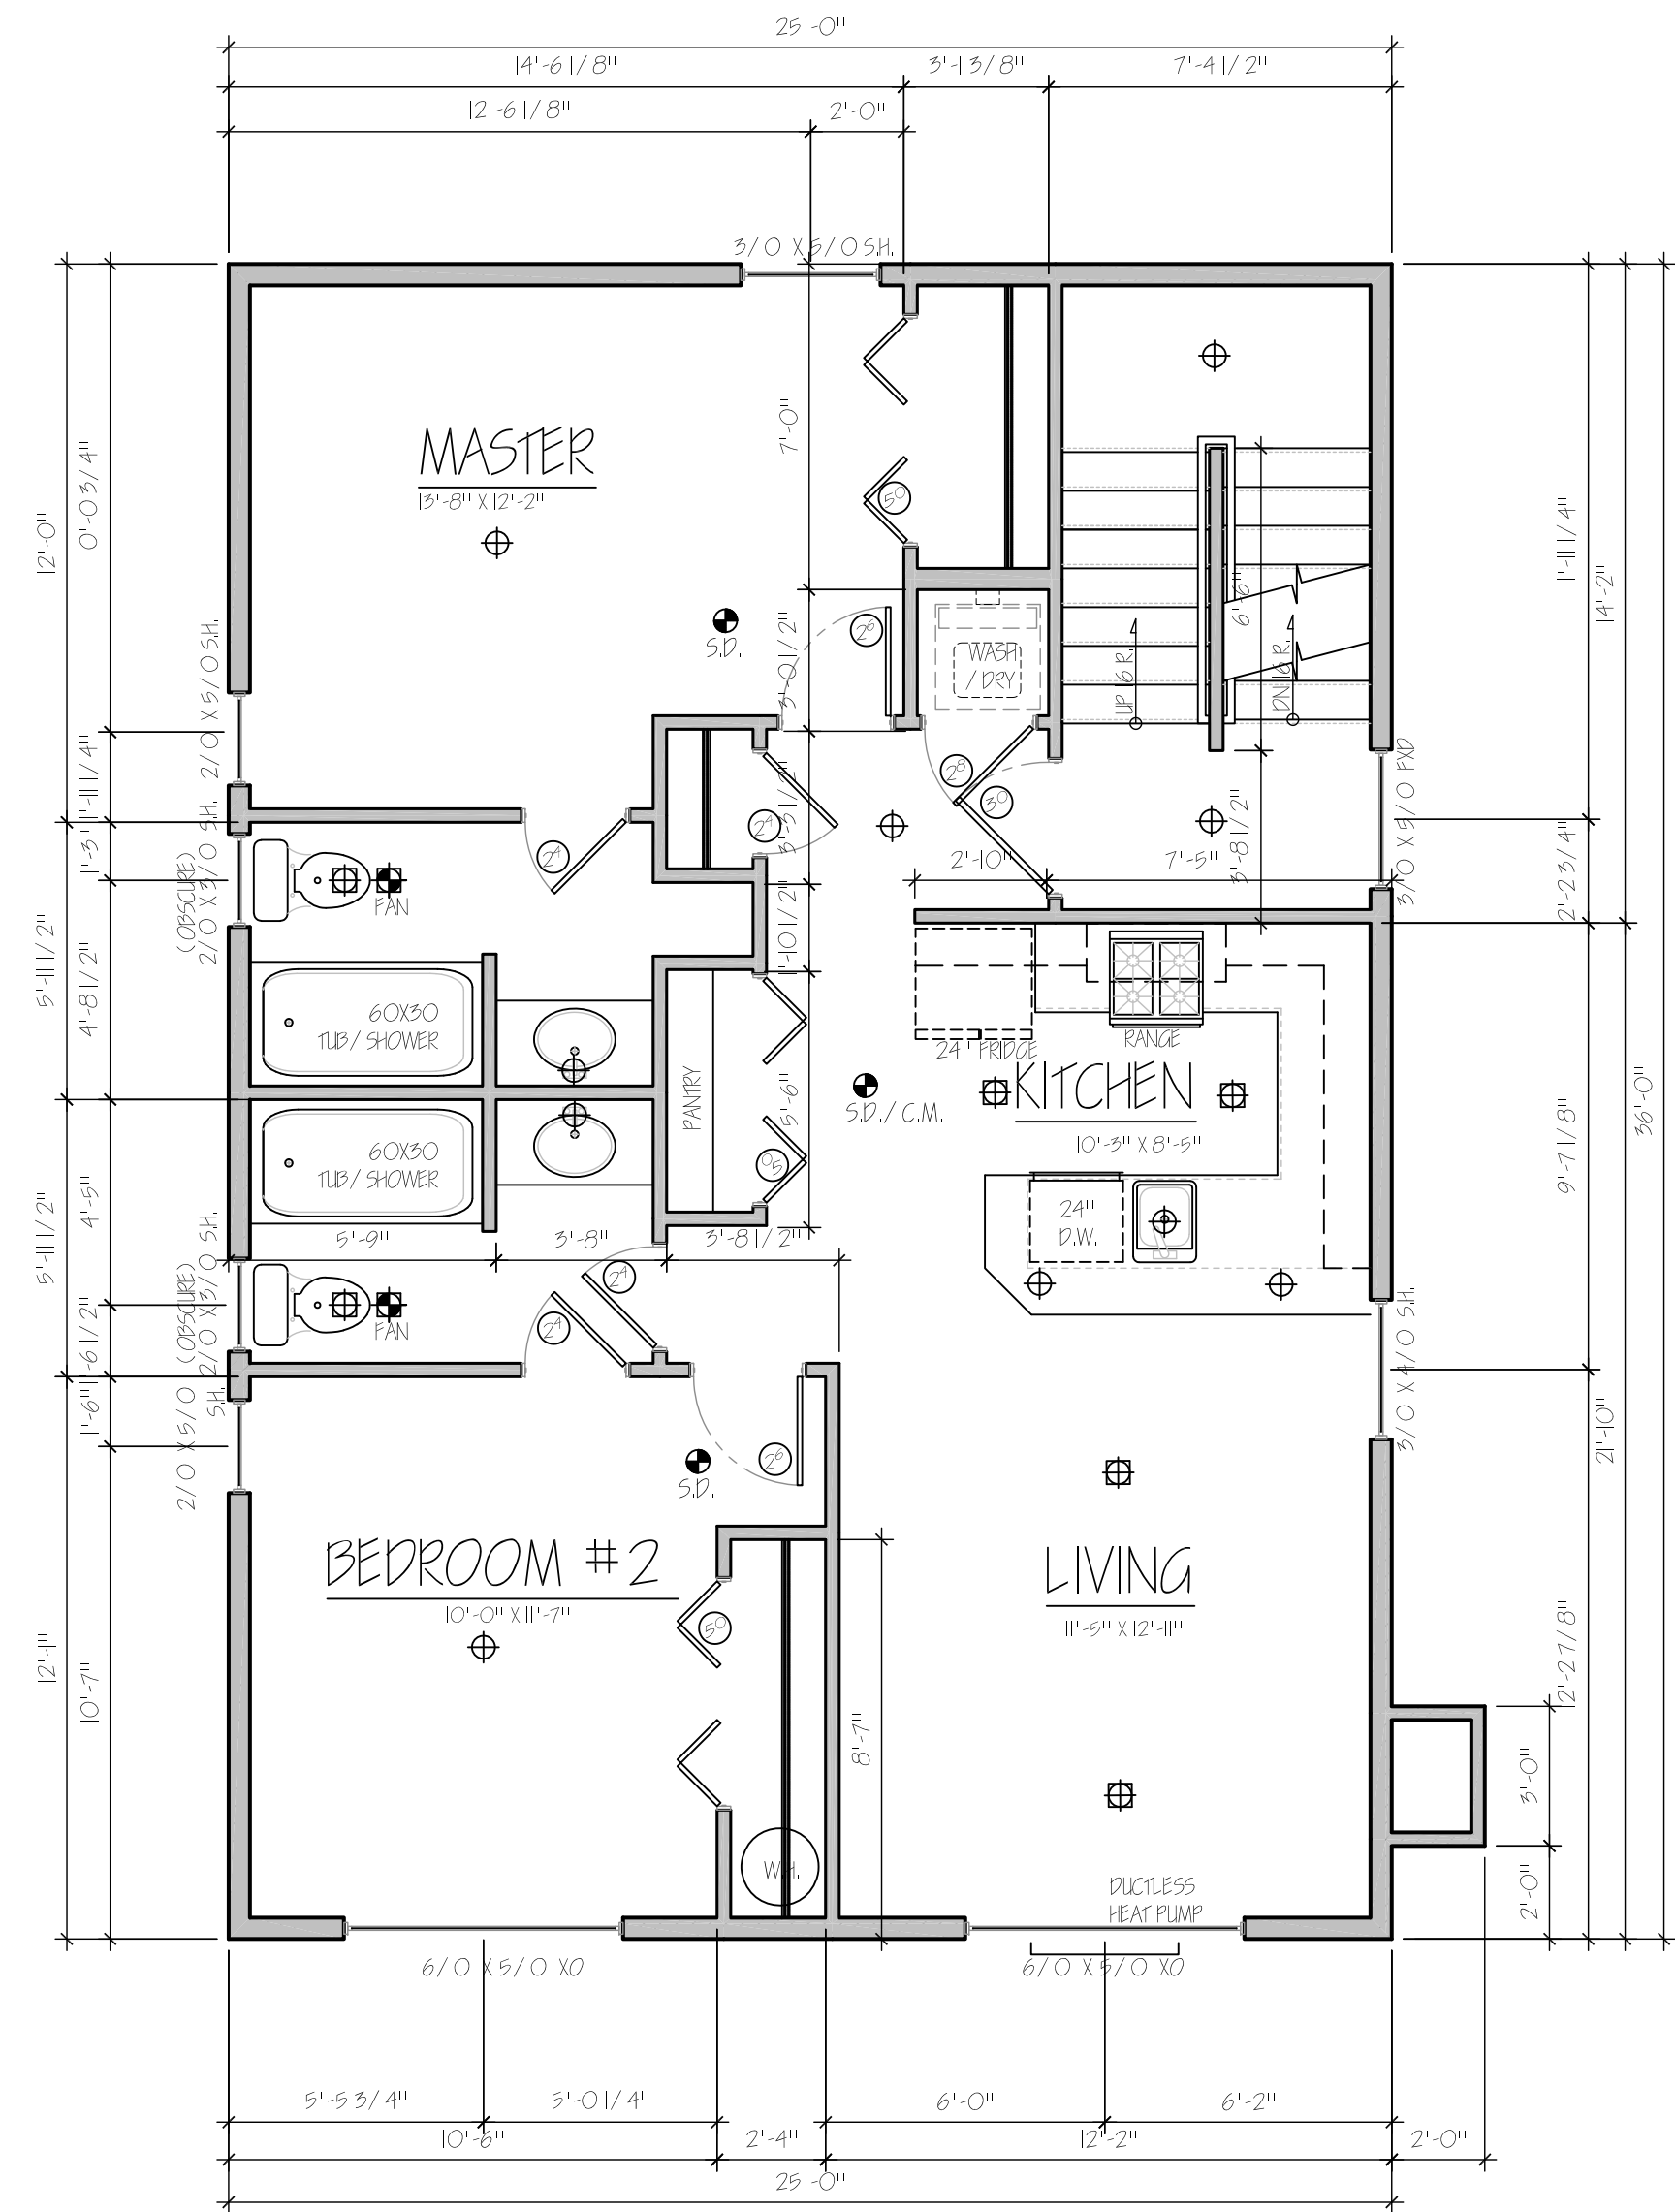 25'-0"
14'-6 1/8"
3'-1 3/8"
7'-4 1/2"
12'-6 1/8"
2'-0"
3/0 X 5/0 S.H.
MASTER
13'-8" X 12'-2"
7'-0"
5⁰
12'-0"
10'-0 3/4"
11'-11 1/4"
14'-2"
6'-6"
S.D.
2⁶
3'-0 1/2"
WASH
/ DRY
UP 16 R.
DN 16 R.
2/0 X 5/0 S.H.
1'-11 1/4"
1'-3"
2/0 X 3/0 S.H.
(OBSCURE)
2⁴
2⁴
3'-3 1/2"
2⁸
3⁰
2'-10"
7'-5"
3'-8 1/2"
3/0 X 5/0 FXD
2'-2 3/4"
FAN
1'-10 1/2"
5'-11 1/2"
4'-8 1/2"
60X30
TUB/ SHOWER
24" FRIDGE
RANGE
KITCHEN
10'-3" X 8'-5"
S.D./ C.M.
PANTRY
5'-6"
5⁰
36'-0"
9'-7 1/8"
60X30
TUB/ SHOWER
24"
D.W.
5'-11 1/2"
4'-5"
5'-9"
3'-8"
3'-8 1/2"
2⁴
2⁴
FAN
2/0 X 3/0 S.H.
(OBSCURE)
1'-6 1/2"
1'-6"
2/0 X 5/0
S.H.
3/0 X 4/0 S.H.
21'-10"
S.D.
2⁶
BEDROOM #2
10'-0" X 11'-7"
5⁰
LIVING
11'-5" X 12'-11"
12'-1"
10'-7"
8'-7"
12'-2 7/8"
3'-0"
2'-0"
W.H.
DUCTLESS
HEAT PUMP
6/0 X 5/0 XO
6/0 X 5/0 XO
5'-5 3/4"
5'-0 1/4"
6'-0"
6'-2"
10'-6"
2'-4"
12'-2"
2'-0"
25'-0"